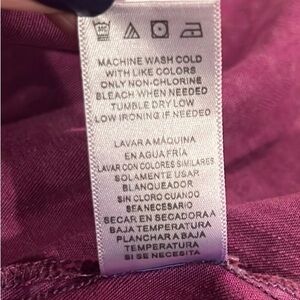 MACHINE WASH COLD
WITH LIKE COLORS
ONLY NON-CHLORINE
BLEACH WHEN NEEDED
TUMBLE DRY LOW
LOW IRONING IF NEEDED
LAVAR A MÁQUINA
EN AGUA FRÍA
LAVAR CON COLORES SIMILARES
SOLAMENTE USAR
BLANQUEADOR
SIN CLORO CUANDO
SEA NECESARIO
SECAR EN SECADORA A
BAJA TEMPERATURA
PLANCHAR A BAJA
TEMPERATURA
SI SE NECESITA